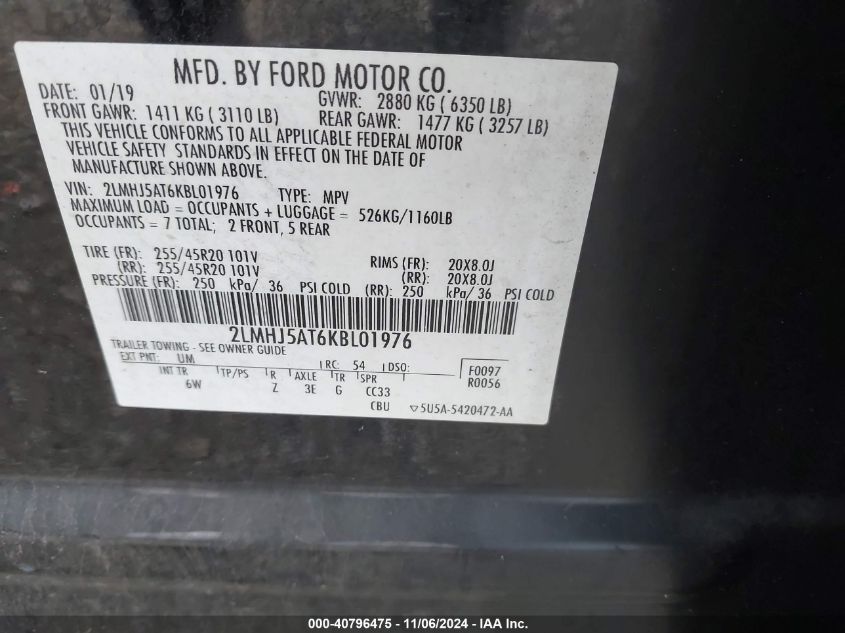 MFD. BY FORD MOTOR CO.
DATE: 01/19
GVWR: 2880 KG ( 6350 LB)
FRONT GAWR: 1411 KG ( 3110 LB)
REAR GAWR: 1477 KG ( 3257 LB)
THIS VEHICLE CONFORMS TO ALL APPLICABLE FEDERAL MOTOR
VEHICLE SAFETY STANDARDS IN EFFECT ON THE DATE OF
MANUFACTURE SHOWN ABOVE.
VIN: 2LMHJ5AT6KBL01976 TYPE: MPV
MAXIMUM LOAD = OCCUPANTS + LUGGAGE = 526KG/1160LB
OCCUPANTS = 7 TOTAL; 2 FRONT, 5 REAR
TIRE (FR): 255/45R20 101V RIMS (FR): 20X8.0J
(RR): 255/45R20 101V (RR): 20X8.0J
PRESSURE (FR): 250 kPa/ 36 PSI COLD (RR): 250 kPa/ 36 PSI COLD
2LMHJ5AT6KBL01976
TRAILER TOWING - SEE OWNER GUIDE
EXT PNT: UM RC: 54 DSO: F0097
INT TR TP/PS R AXLE TR SPR R0056
6W Z 3E G CC33
CBU ▽5U5A-5420472-AA
000-40796475 - 11/06/2024 - IAA Inc.